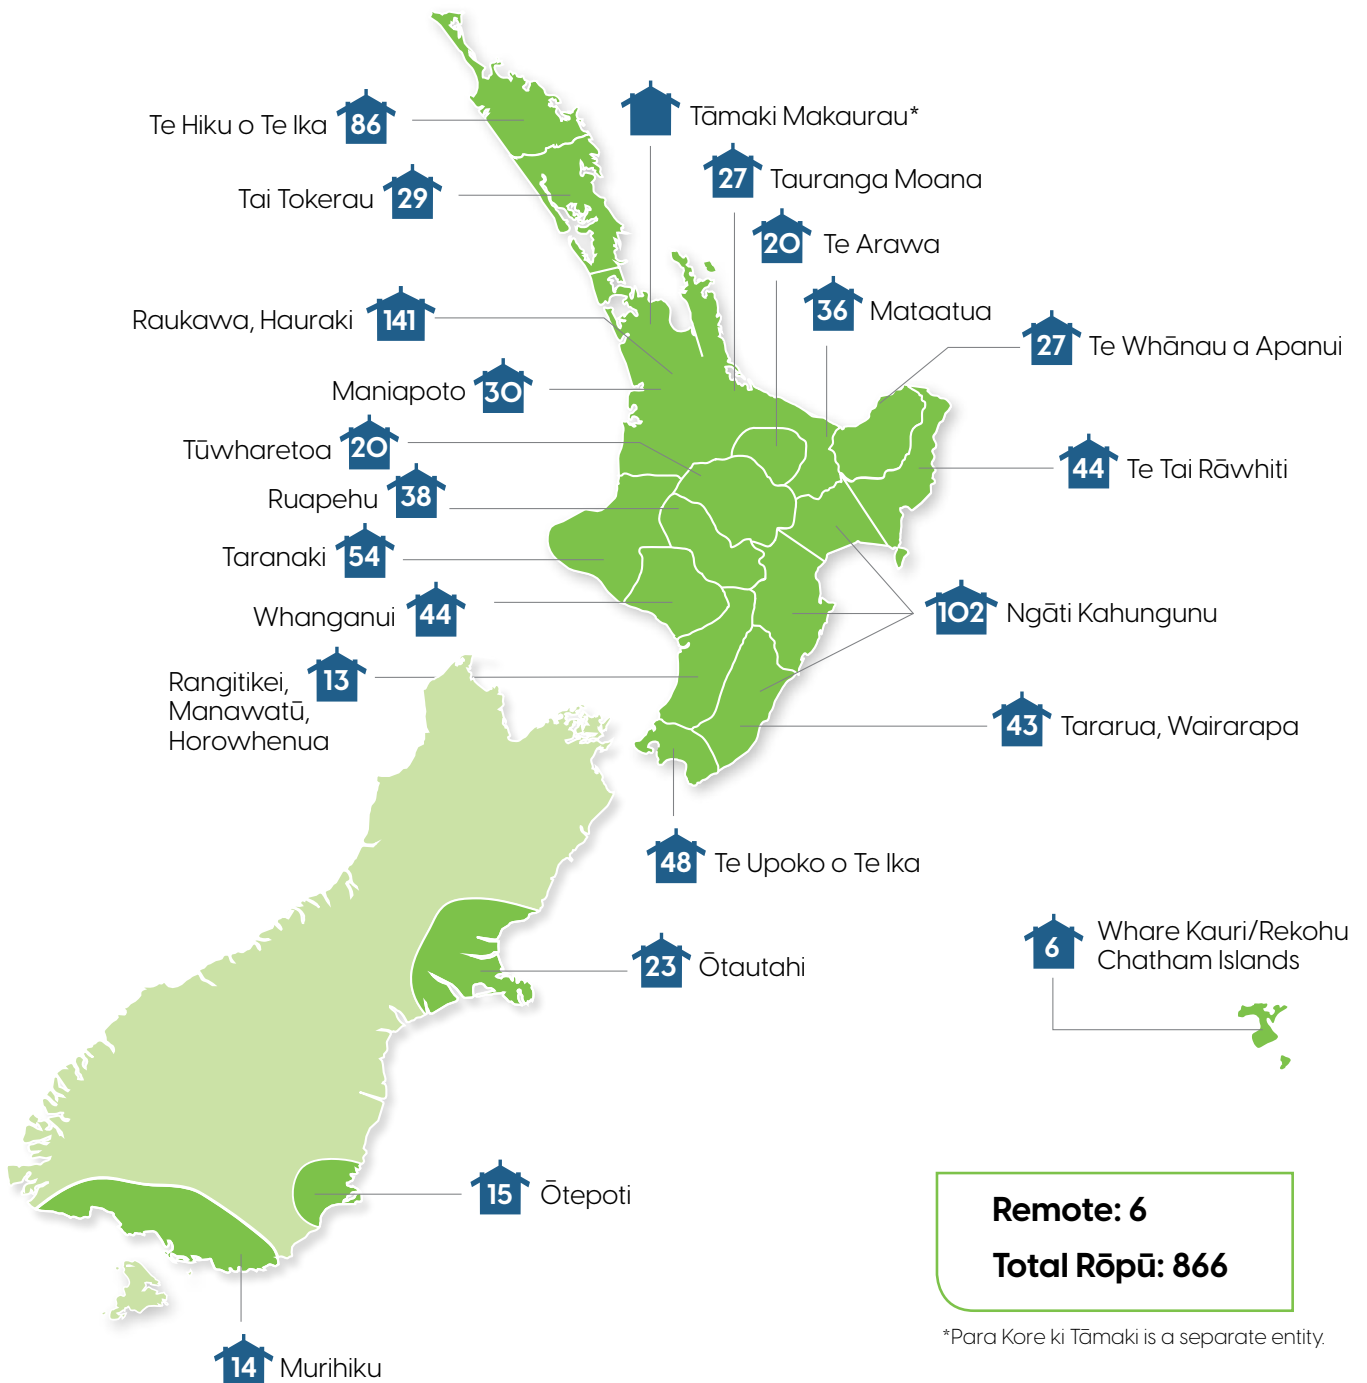 Te Hiku o Te Ika 86
Tāmaki Makaurau*
27 Tauranga Moana
Tai Tokerau 29
20 Te Arawa
36 Mataatua
Raukawa, Hauraki 141
27 Te Whānau a Apanui
Maniapoto 30
Tūwharetoa 20
44 Te Tai Rāwhiti
Ruapehu 38
Taranaki 54
Whanganui 44
102 Ngāti Kahungunu
Rangitikei, 13
Manawatū,
Horowhenua
43 Tararua, Wairarapa
48 Te Upoko o Te Ika
6 Whare Kauri/Rekohu
Chatham Islands
23 Ōtautahi
15 Ōtepoti
Remote: 6
Total Rōpū: 866
*Para Kore ki Tāmaki is a separate entity.
14 Murihiku